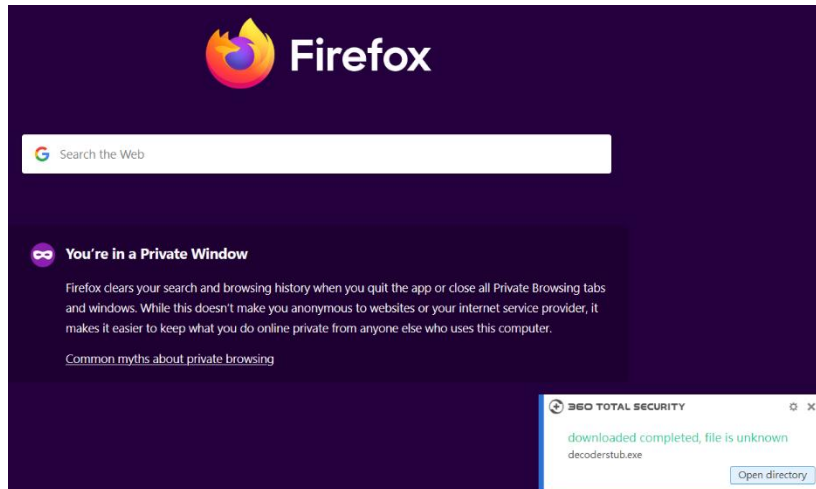 Firefox
Search the Web
You're in a Private Window
Firefox clears your search and browsing history when you quit the app or close all Private Browsing tabs
and windows. While this doesn't make you anonymous to websites or your internet service provider, it
makes it easier to keep what you do online private from anyone else who uses this computer.
Common myths about private browsing
360 TOTAL SECURITY
downloaded completed, file is unknown
decoderstub.exe
Open directory